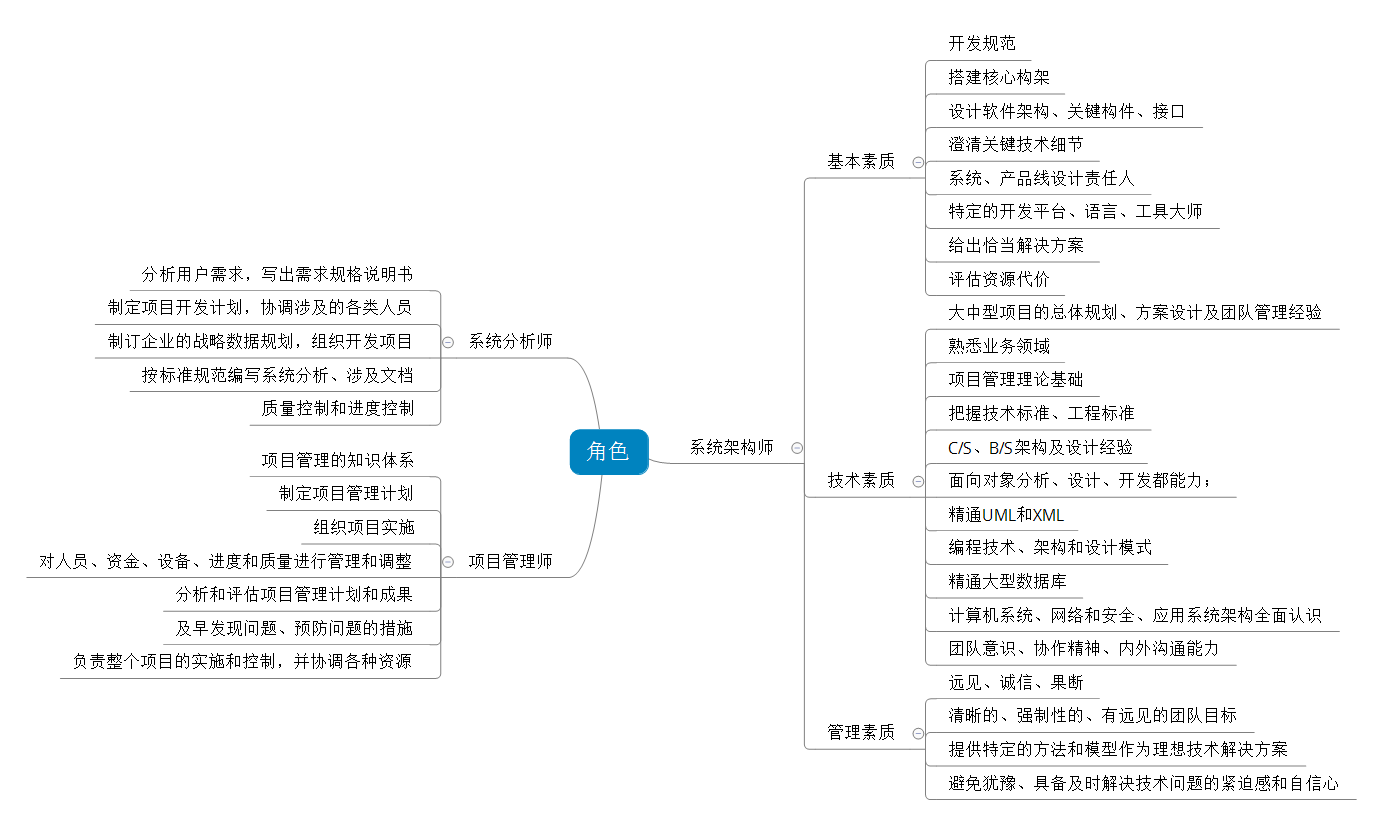 角色
系统分析师
分析用户需求，写出需求规格说明书
制定项目开发计划，协调涉及的各类人员
制订企业的战略数据规划，组织开发项目
按标准规范编写系统分析、涉及文档
质量控制和进度控制
项目管理师
项目管理的知识体系
制定项目管理计划
组织项目实施
对人员、资金、设备、进度和质量进行管理和调整
分析和评估项目管理计划和成果
及早发现问题、预防问题的措施
负责整个项目的实施和控制，并协调各种资源
系统架构师
基本素质
开发规范
搭建核心构架
设计软件架构、关键构件、接口
澄清关键技术细节
系统、产品线设计责任人
特定的开发平台、语言、工具大师
给出恰当解决方案
评估资源代价
技术素质
大中型项目的总体规划、方案设计及团队管理经验
熟悉业务领域
项目管理理论基础
把握技术标准、工程标准
C/S、B/S架构及设计经验
面向对象分析、设计、开发都能力；
精通UML和XML
编程技术、架构和设计模式
精通大型数据库
计算机系统、网络和安全、应用系统架构全面认识
团队意识、协作精神、内外沟通能力
管理素质
远见、诚信、果断
清晰的、强制性的、有远见的团队目标
提供特定的方法和模型作为理想技术解决方案
避免犹豫、具备及时解决技术问题的紧迫感和自信心